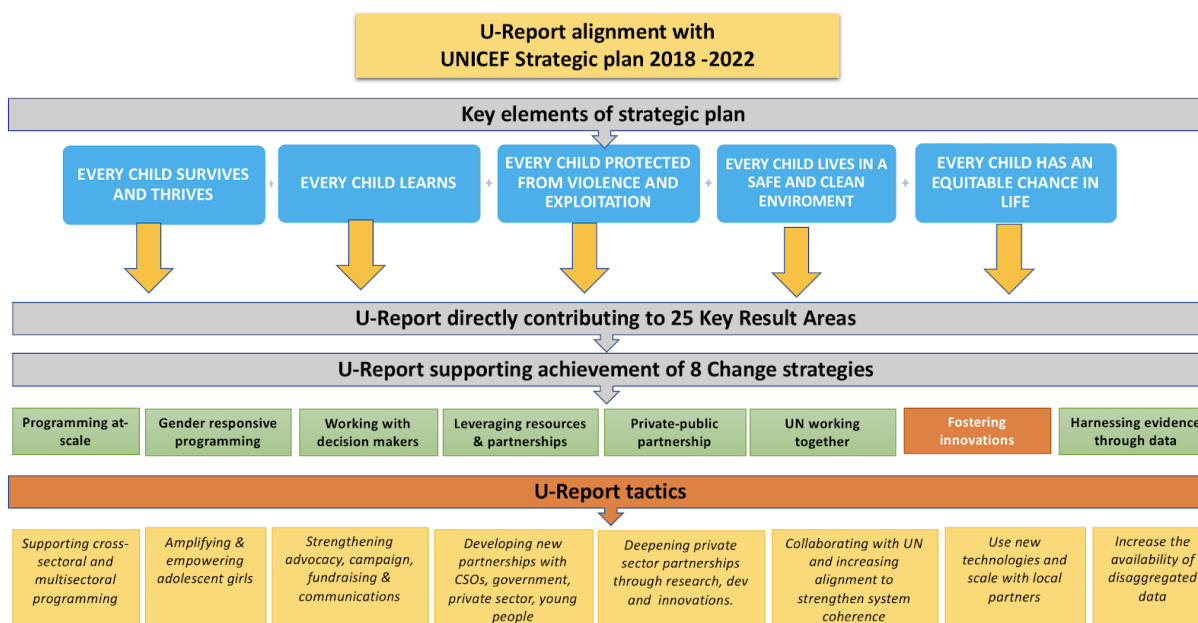 U-Report alignment with
UNICEF Strategic plan 2018 -2022
Key elements of strategic plan
EVERY CHILD SURVIVES
AND THRIVES
+
EVERY CHILD LEARNS
+
EVERY CHILD PROTECTED
FROM VIOLENCE AND
EXPLOITATION
+
EVERY CHILD LIVES IN A
SAFE AND CLEAN
ENVIROMENT
+
EVERY CHILD HAS AN
EQUITABLE CHANCE IN
LIFE
U-Report directly contributing to 25 Key Result Areas
U-Report supporting achievement of 8 Change strategies
Programming at-
scale
Gender responsive
programming
Working with
decision makers
Leveraging resources
& partnerships
Private-public
partnership
UN working
together
Fostering
innovations
Harnessing evidence
through data
U-Report tactics
Supporting cross-
sectoral and
multisectoral
programming
Amplifying &
empowering
adolescent girls
Strengthening
advocacy, campaign,
fundraising &
communications
Developing new
partnerships with
CSOs, government,
private sector, young
people
Deepening private
sector partnerships
through research, dev
and innovations.
Collaborating with UN
and increasing
alignment to
strengthen system
coherence
Use new
technologies and
scale with local
partners
Increase the
availability of
disaggregated
data